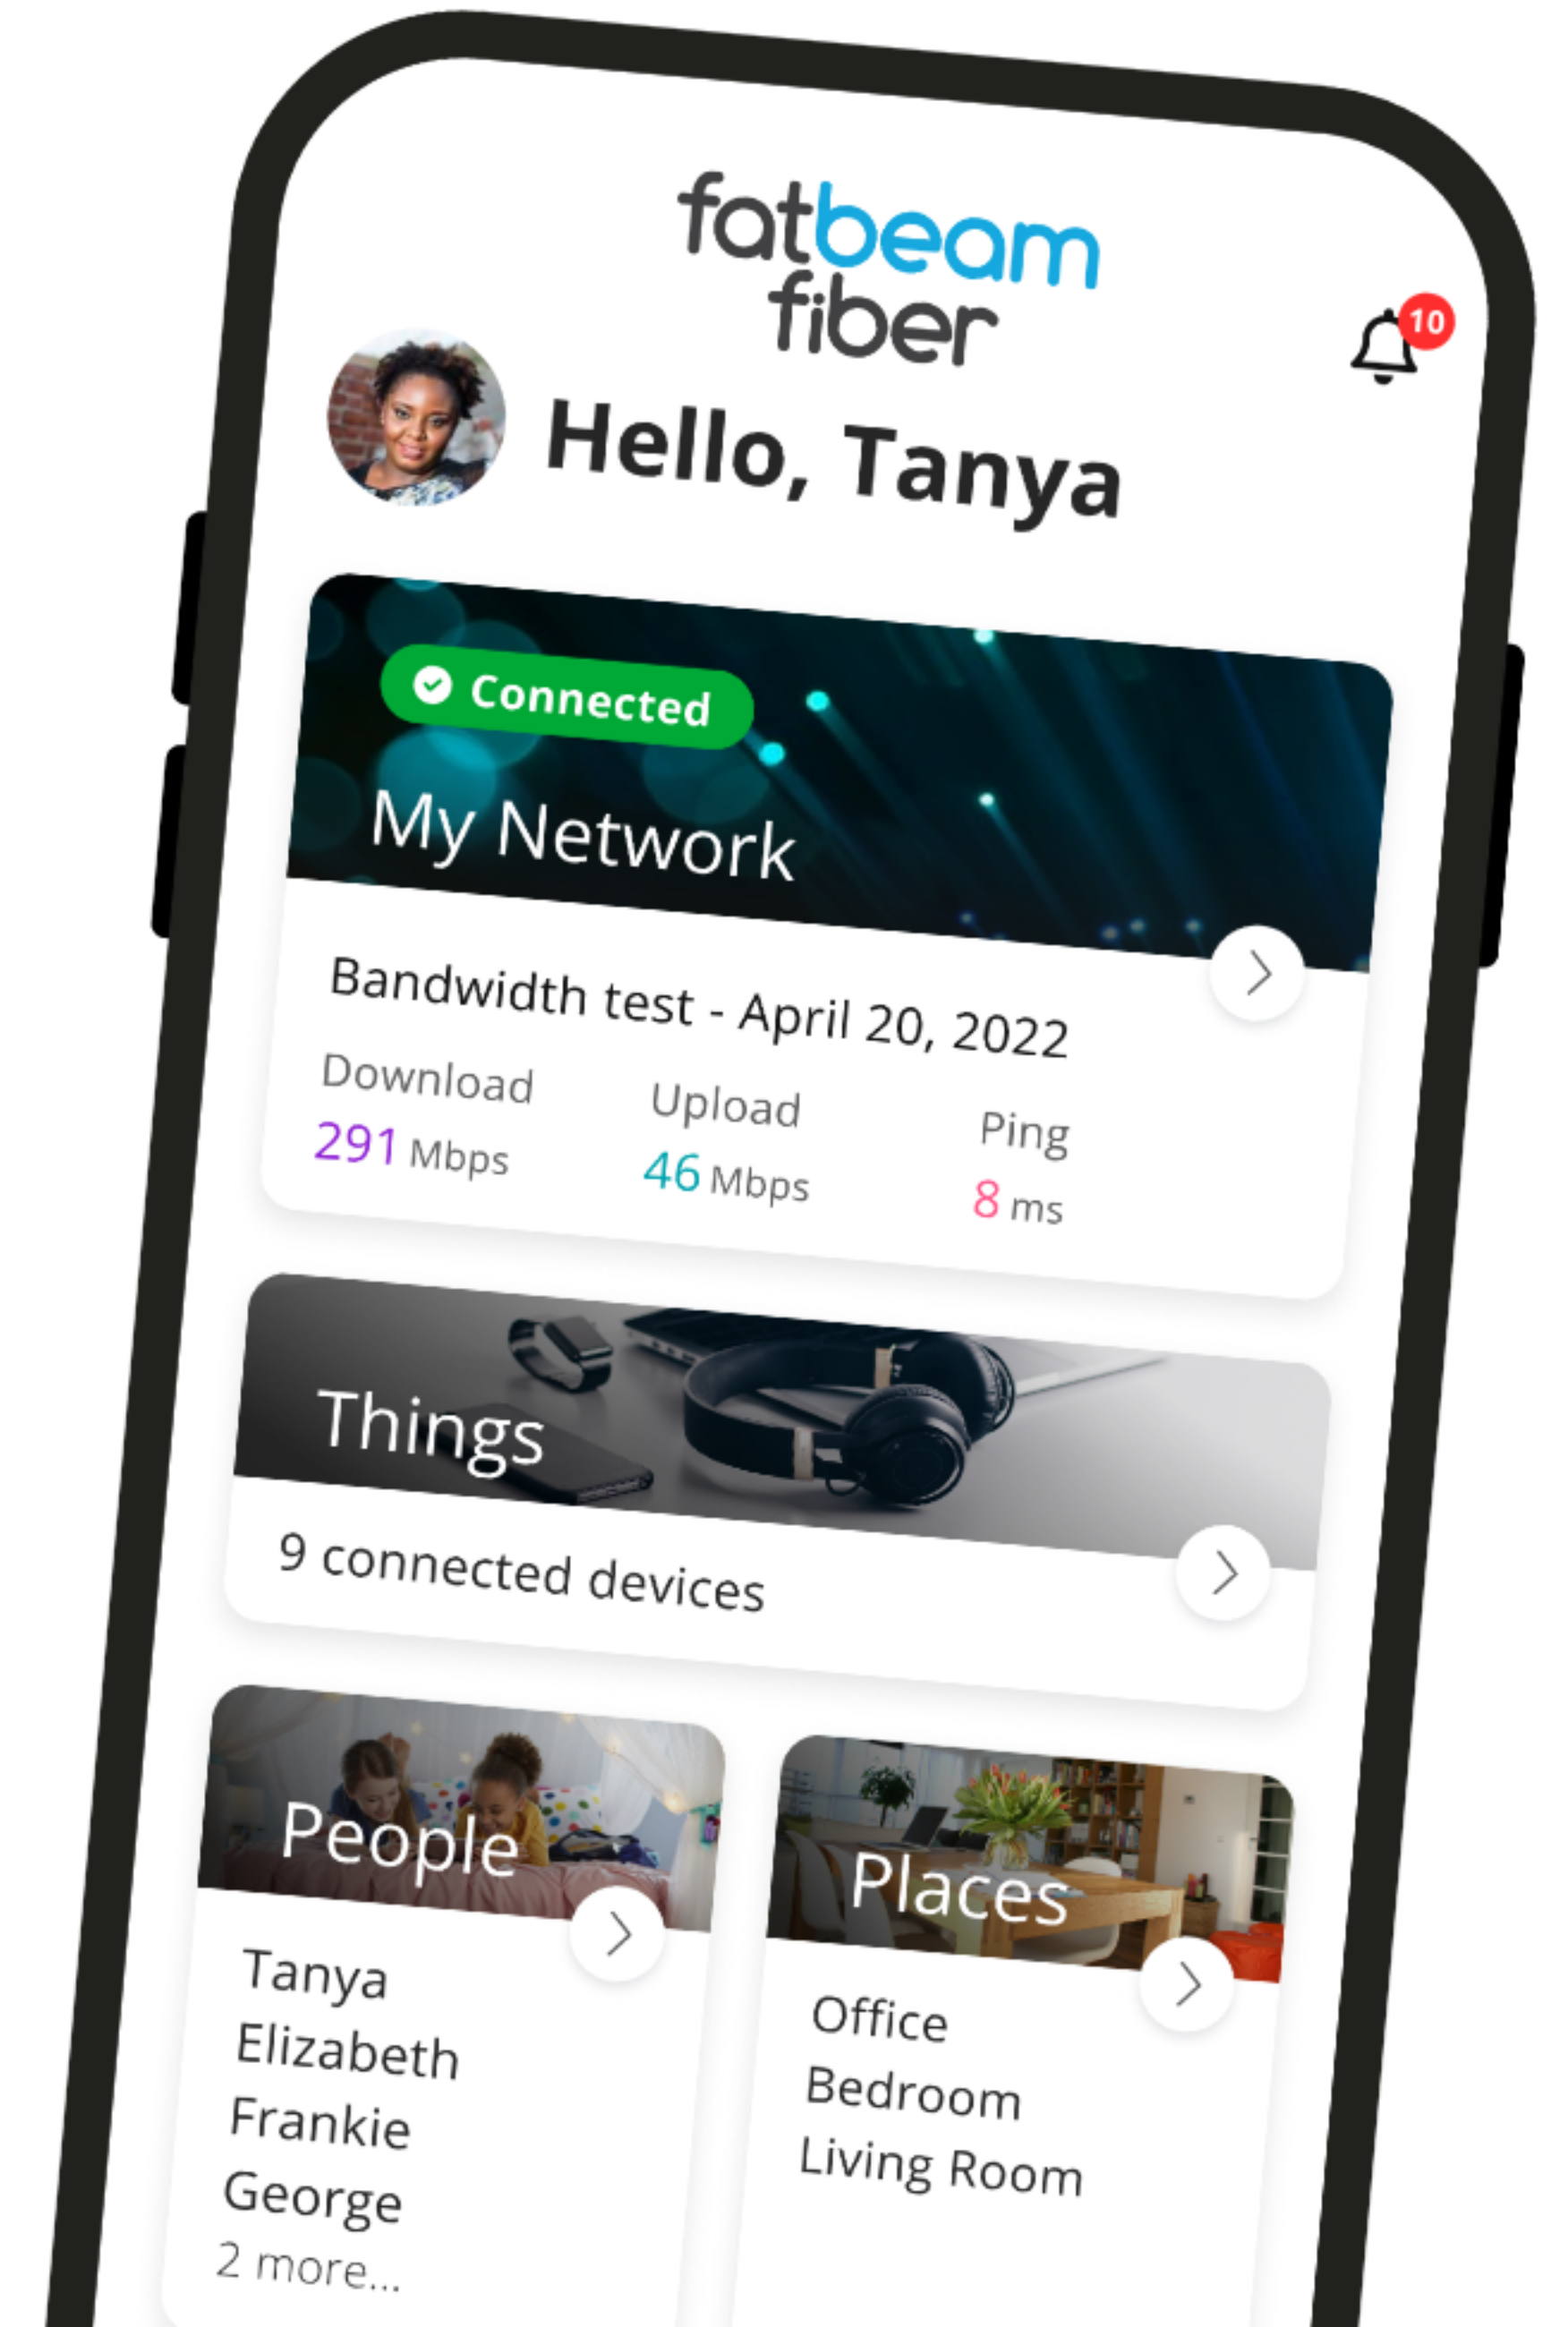 fatbeam
fiber
10
Hello, Tanya
Connected
My Network
Bandwidth test - April 20, 2022
Download Upload Ping
291 Mbps 46 Mbps 8 ms
Things
9 connected devices
People
Tanya
Elizabeth
Frankie
George
2 more...
Places
Office
Bedroom
Living Room